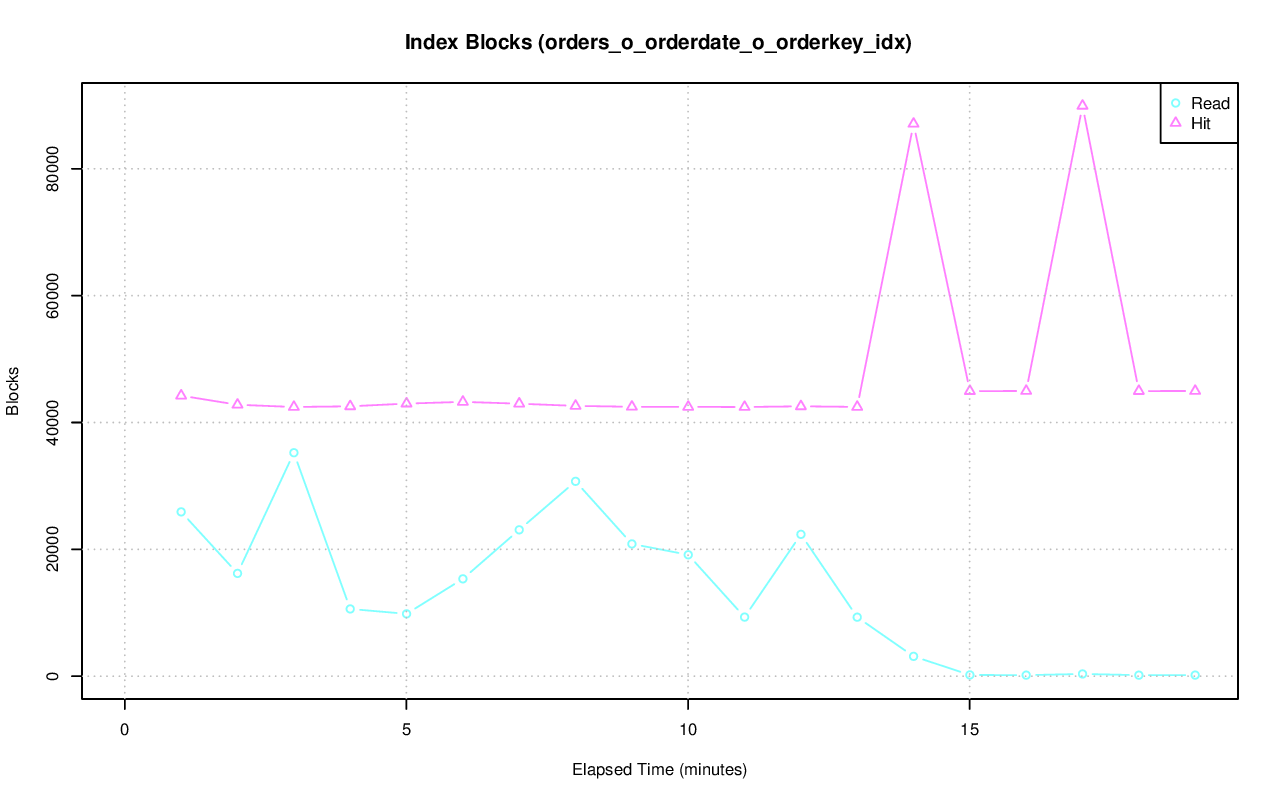 Index Blocks (orders_o_orderdate_o_orderkey_idx)
Read
Hit
80000
60000
40000
20000
0
Blocks
0 5 10 15
Elapsed Time (minutes)